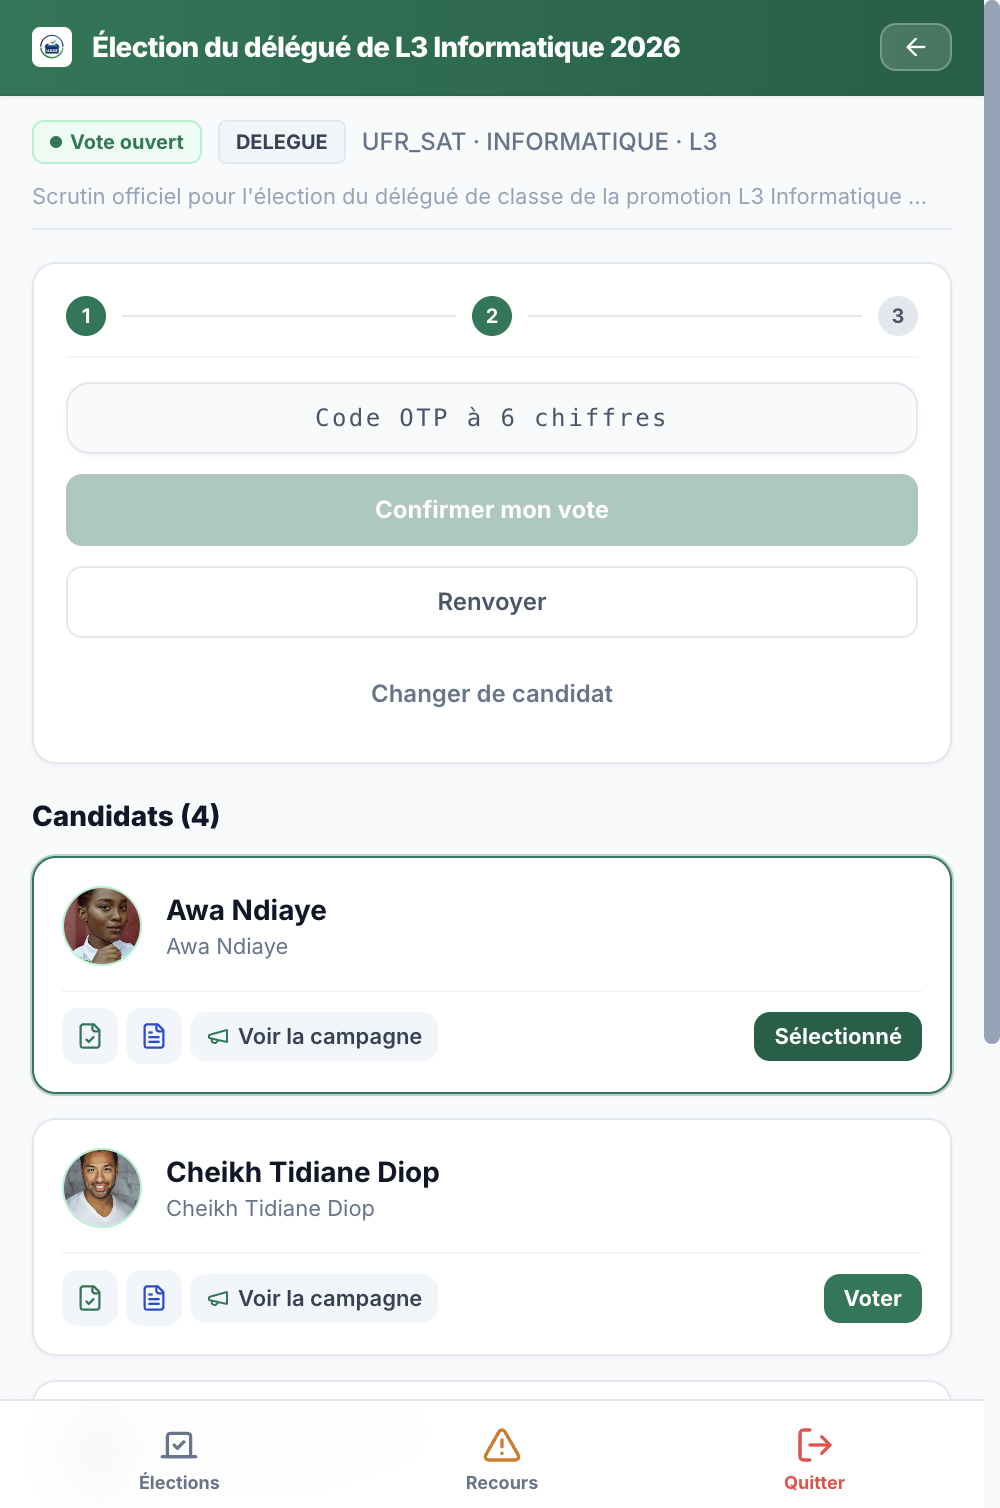 Élection du délégué de L3 Informatique 2026
Vote ouvert
DELEGUE
UFR_SAT · INFORMATIQUE · L3
Scrutin officiel pour l'élection du délégué de classe de la promotion L3 Informatique ...
1
2
3
Code OTP à 6 chiffres
Confirmer mon vote
Renvoyer
Changer de candidat
Candidats (4)
Awa Ndiaye
Awa Ndiaye
Voir la campagne
Sélectionné
Cheikh Tidiane Diop
Cheikh Tidiane Diop
Voir la campagne
Voter
Élections
Recours
Quitter